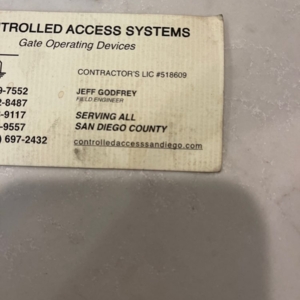 TROLLED ACCESS SYSTEMS
Gate Operating Devices
CONTRACTOR'S LIC #518609
9-7552
JEFF GODFREY
-8487
FIELD ENGINEER
-9117
SERVING ALL
-9557
SAN DIEGO COUNTY
) 697-2432
controlledaccesssandiego.com